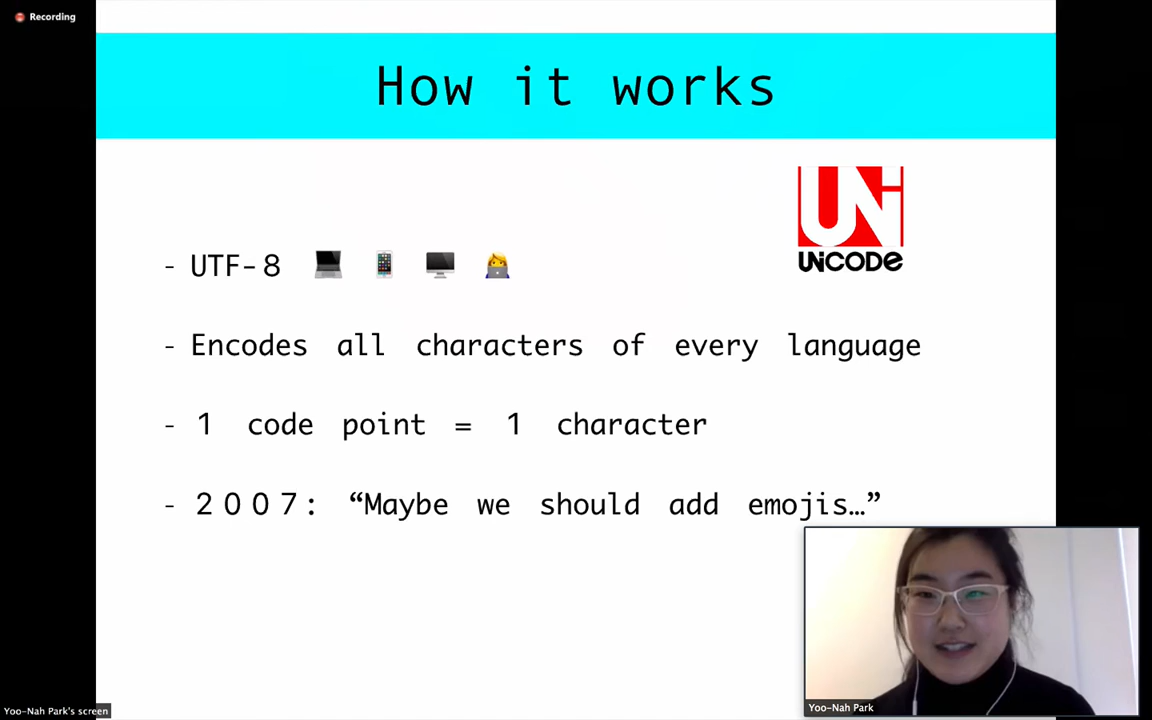 Recording
How it works
UNiCODE
- UTF-8 💻 📱 🖥️ 👩‍💻
- Encodes all characters of every language
- 1 code point = 1 character
- 2007: “Maybe we should add emojis…”
Yoo-Nah Park
Yoo-Nah Park's screen